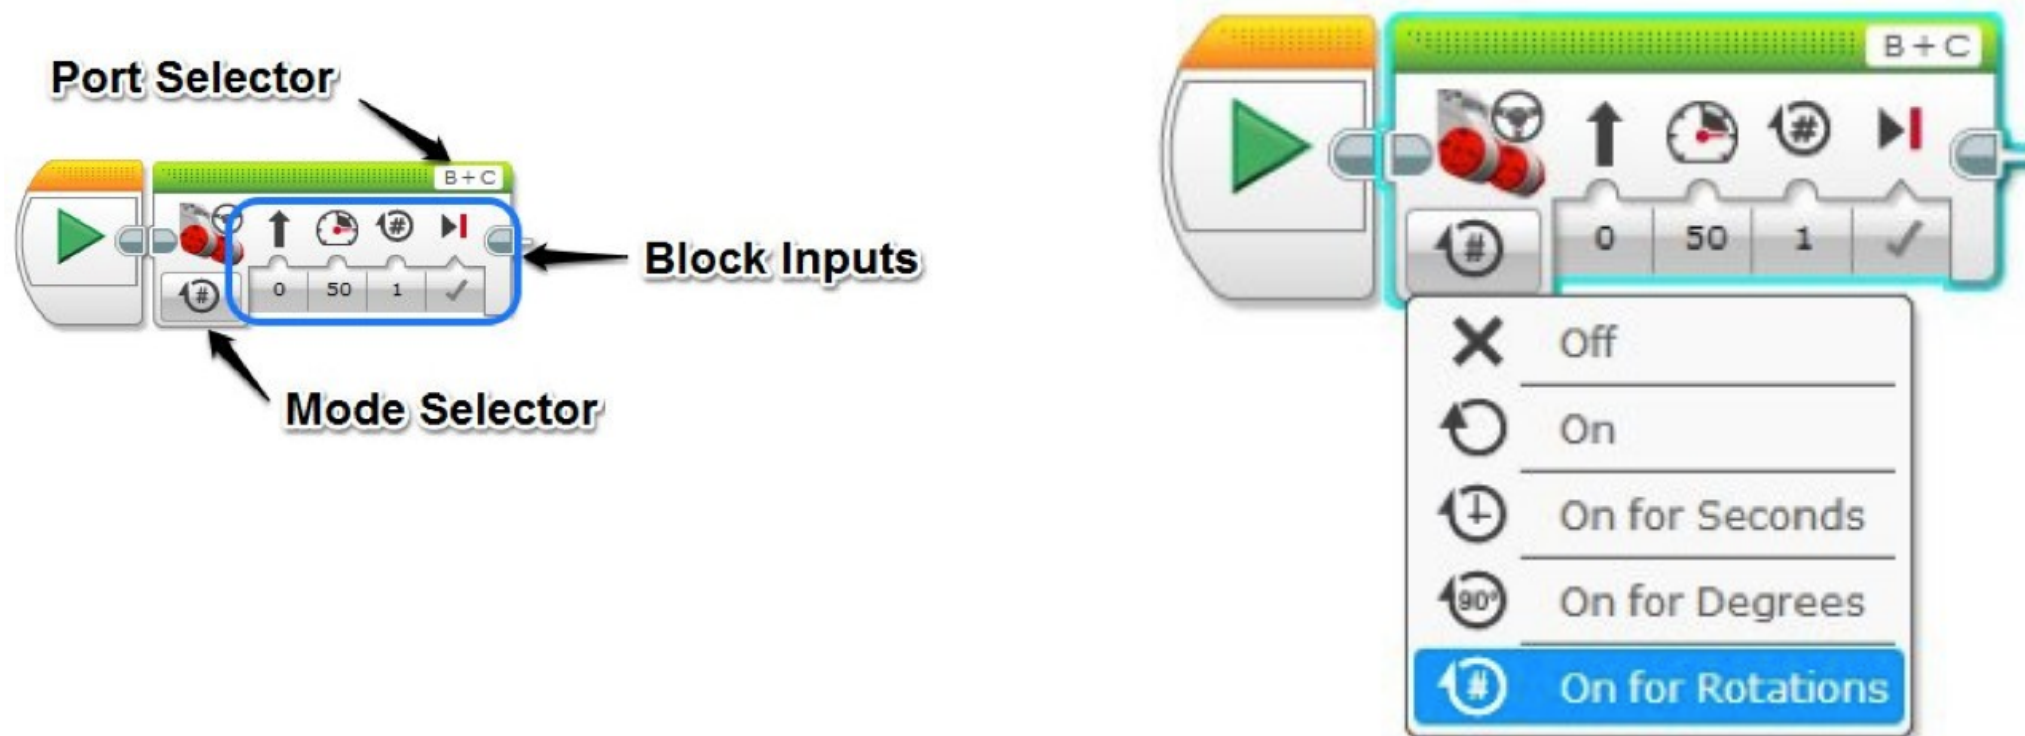 Port Selector
B+C
#
#
0 50 1
Block Inputs
Mode Selector
B+C
#
#
0 50 1
Off
On
On for Seconds
90° On for Degrees
# On for Rotations